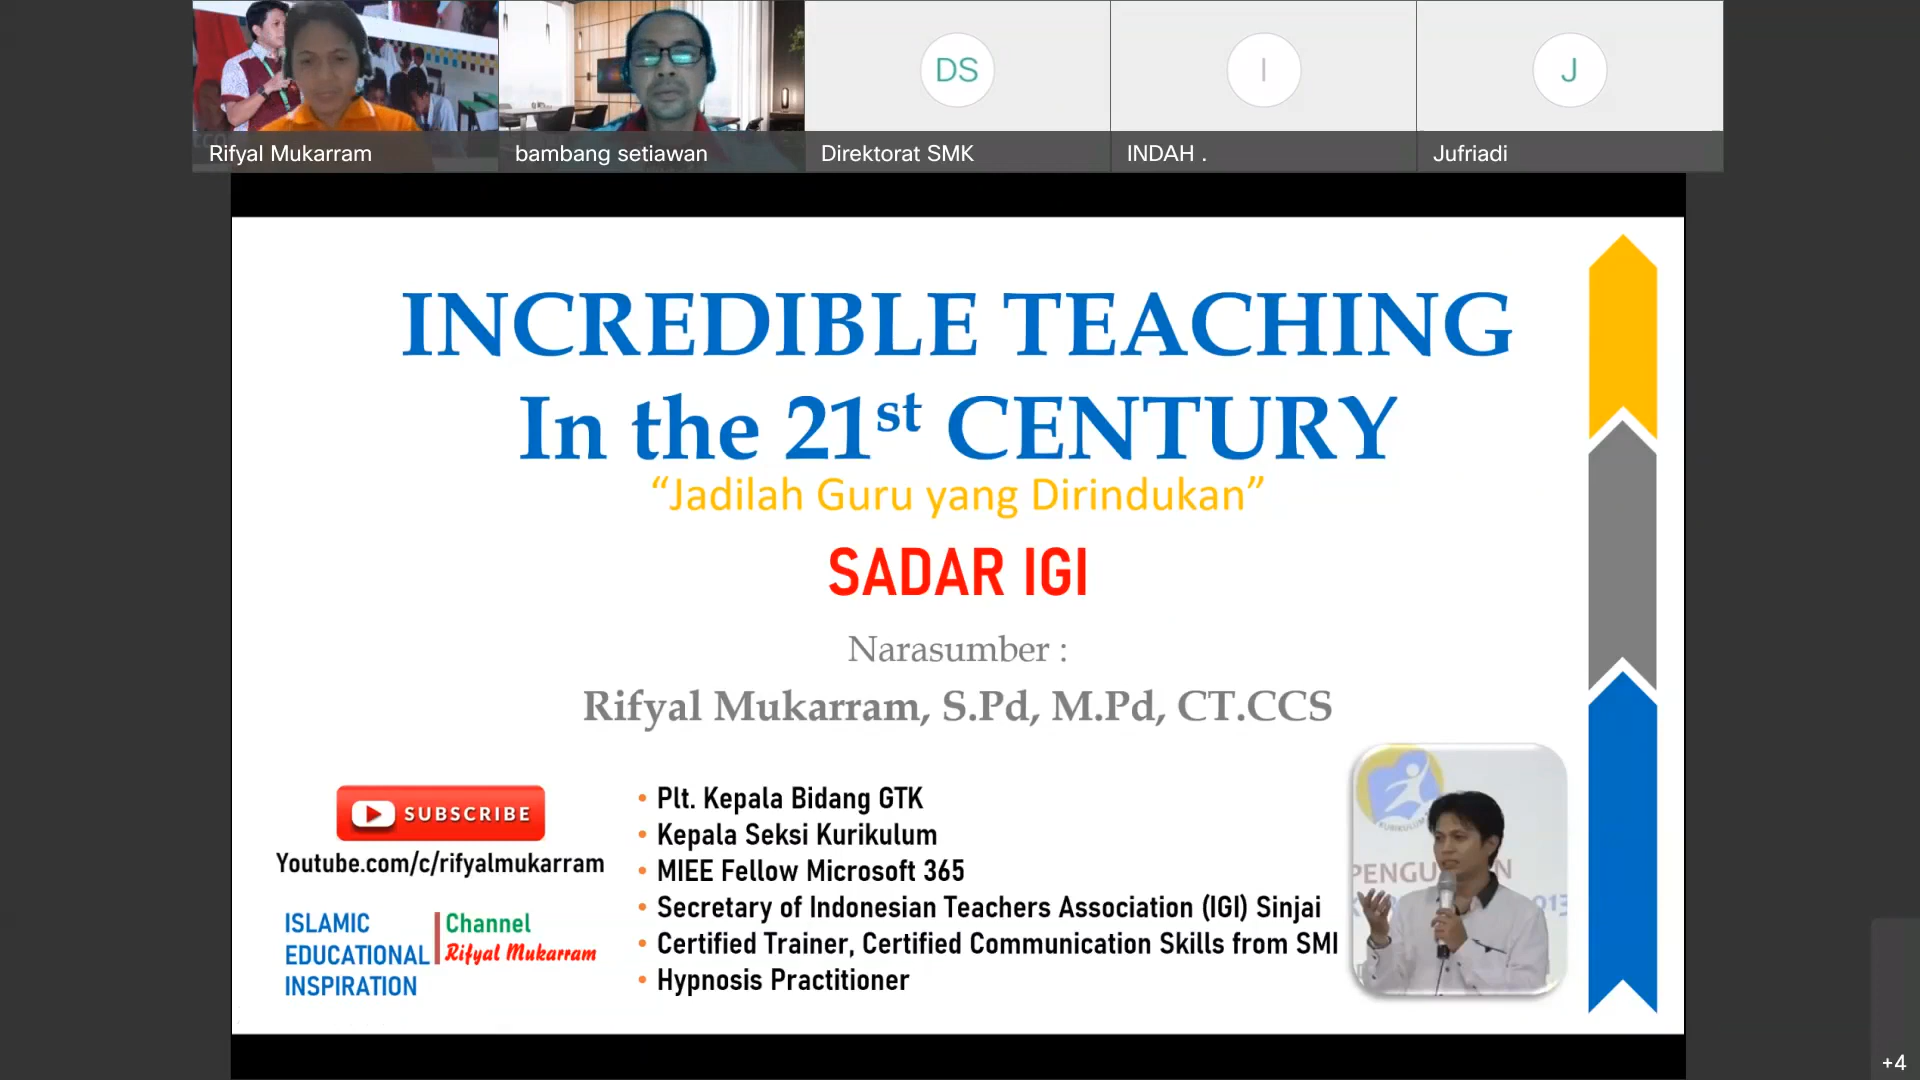 Rifyal Mukarram
bambang setiawan
DS
Direktorat SMK
I
INDAH .
J
Jufriadi
INCREDIBLE TEACHING
In the 21st CENTURY
“Jadilah Guru yang Dirindukan”
SADAR IGI
Narasumber :
Rifyal Mukarram, S.Pd, M.Pd, CT.CCS
SUBSCRIBE
Youtube.com/c/rifyalmukarram
ISLAMIC
EDUCATIONAL
INSPIRATION
Channel
Rifyal Mukarram
• Plt. Kepala Bidang GTK
• Kepala Seksi Kurikulum
• MIEE Fellow Microsoft 365
• Secretary of Indonesian Teachers Association (IGI) Sinjai
• Certified Trainer, Certified Communication Skills from SMI
• Hypnosis Practitioner
+4